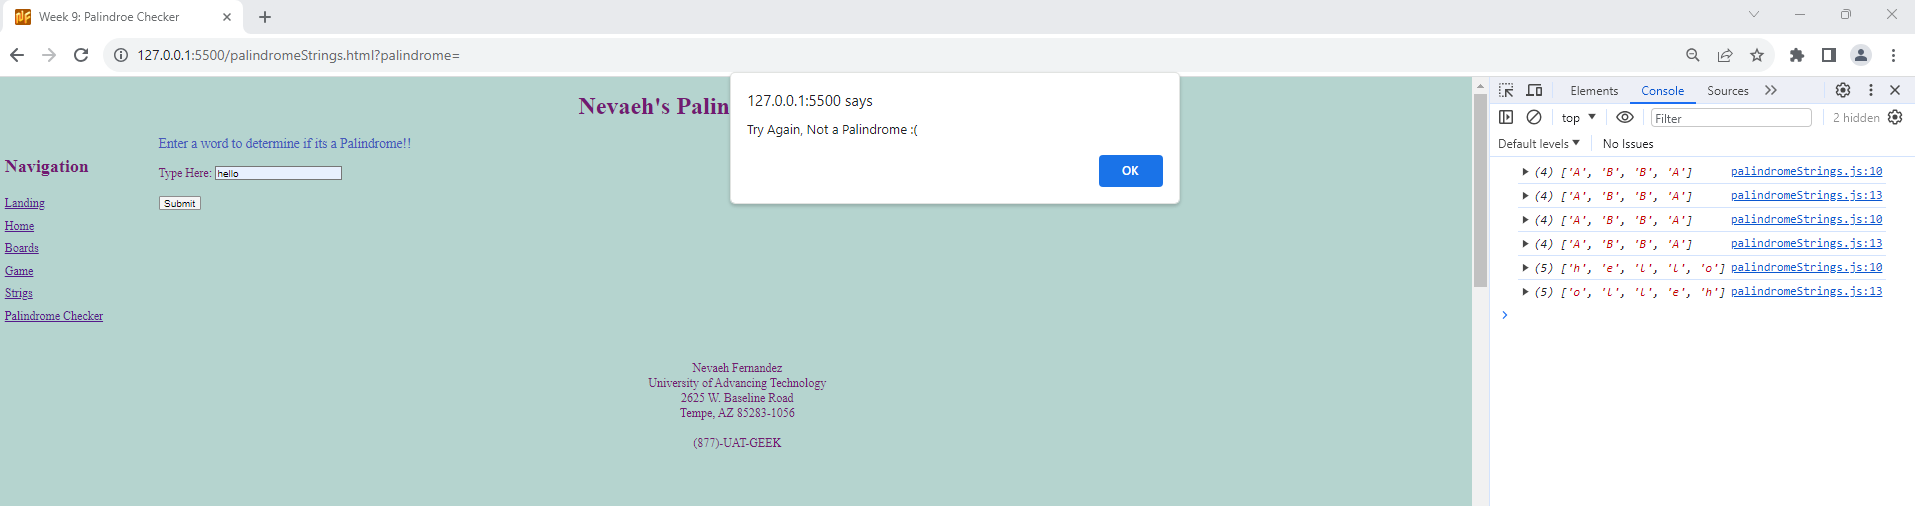 Week 9: Palindroe Checker
127.0.0.1:5500/palindromeStrings.html?palindrome=
Nevaeh's Palin
127.0.0.1:5500 says
Try Again, Not a Palindrome :(
OK
Enter a word to determine if its a Palindrome!!
Type Here: hello
Submit
Navigation
Landing
Home
Boards
Game
Strigs
Palindrome Checker
Nevaeh Fernandez
University of Advancing Technology
2625 W. Baseline Road
Tempe, AZ 85283-1056
(877)-UAT-GEEK
Elements Console Sources
top Filter 2 hidden
Default levels No Issues
(4) ['A', 'B', 'B', 'A'] palindromeStrings.js:10
(4) ['A', 'B', 'B', 'A'] palindromeStrings.js:13
(4) ['A', 'B', 'B', 'A'] palindromeStrings.js:10
(4) ['A', 'B', 'B', 'A'] palindromeStrings.js:13
(5) ['h', 'e', 'l', 'l', 'o'] palindromeStrings.js:10
(5) ['o', 'l', 'l', 'e', 'h'] palindromeStrings.js:13